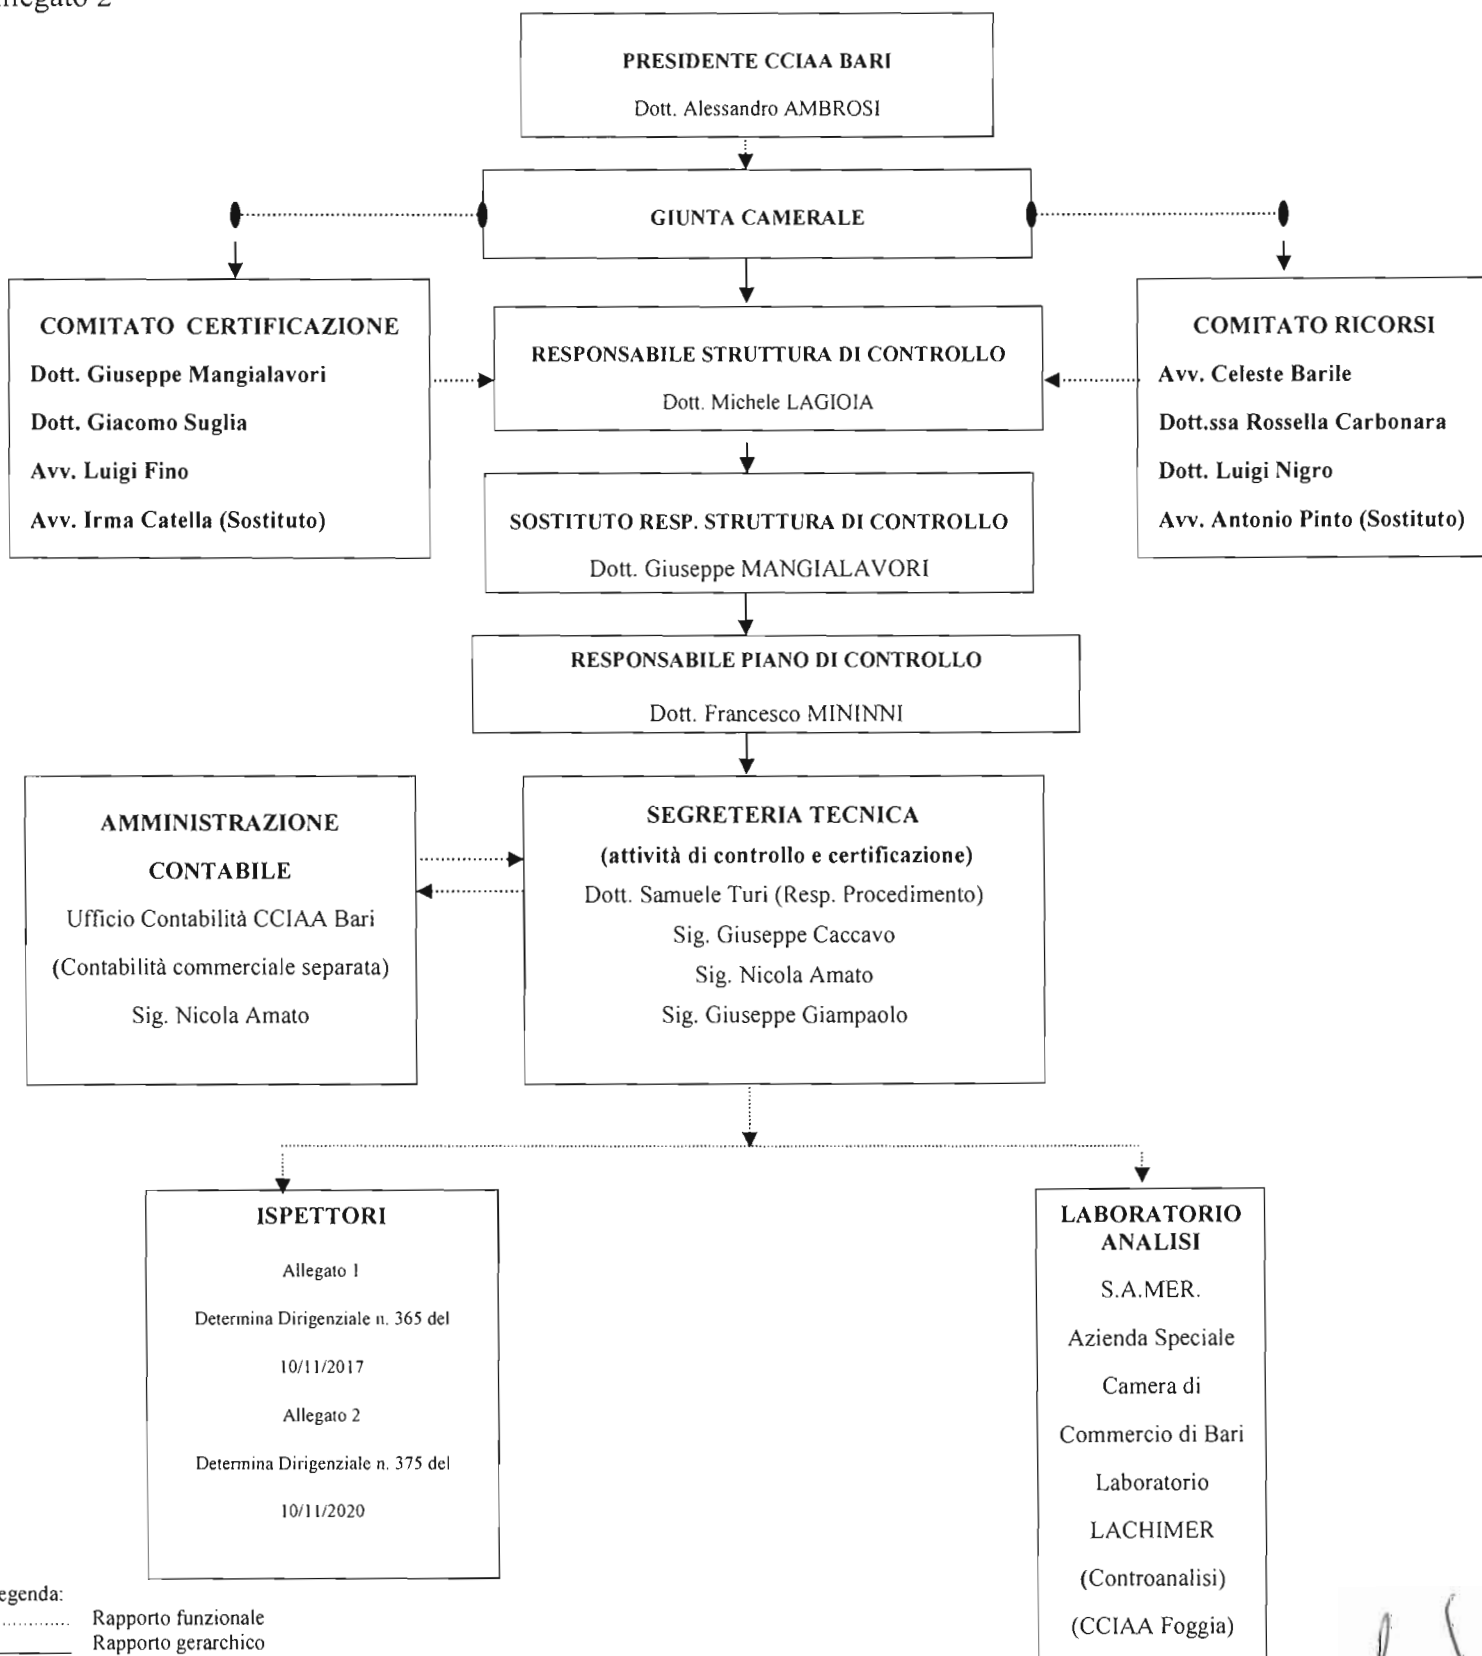 llegato 2
PRESIDENTE CCIAA BARI
Dott. Alessandro AMBROSI
GIUNTA CAMERALE
COMITATO CERTIFICAZIONE
Dott. Giuseppe Mangialavori
Dott. Giacomo Suglia
Avv. Luigi Fino
Avv. Irma Catella (Sostituto)
RESPONSABILE STRUTTURA DI CONTROLLO
Dott. Michele LAGIOIA
COMITATO RICORSI
Avv. Celeste Barile
Dott.ssa Rossella Carbonara
Dott. Luigi Nigro
Avv. Antonio Pinto (Sostituto)
SOSTITUTO RESP. STRUTTURA DI CONTROLLO
Dott. Giuseppe MANGIALAVORI
RESPONSABILE PIANO DI CONTROLLO
Dott. Francesco MININNI
AMMINISTRAZIONE
CONTABILE
Ufficio Contabilità CCIAA Bari
(Contabilità commerciale separata)
Sig. Nicola Amato
SEGRETERIA TECNICA
(attività di controllo e certificazione)
Dott. Samuele Turi (Resp. Procedimento)
Sig. Giuseppe Caccavo
Sig. Nicola Amato
Sig. Giuseppe Giampaolo
ISPETTORI
Allegato 1
Determina Dirigenziale n. 365 del
10/11/2017
Allegato 2
Determina Dirigenziale n. 375 del
10/11/2020
LABORATORIO
ANALISI
S.A.MER.
Azienda Speciale
Camera di
Commercio di Bari
Laboratorio
LACHIMER
(Controanalisi)
(CCIAA Foggia)
egenda:
Rapporto funzionale
Rapporto gerarchico